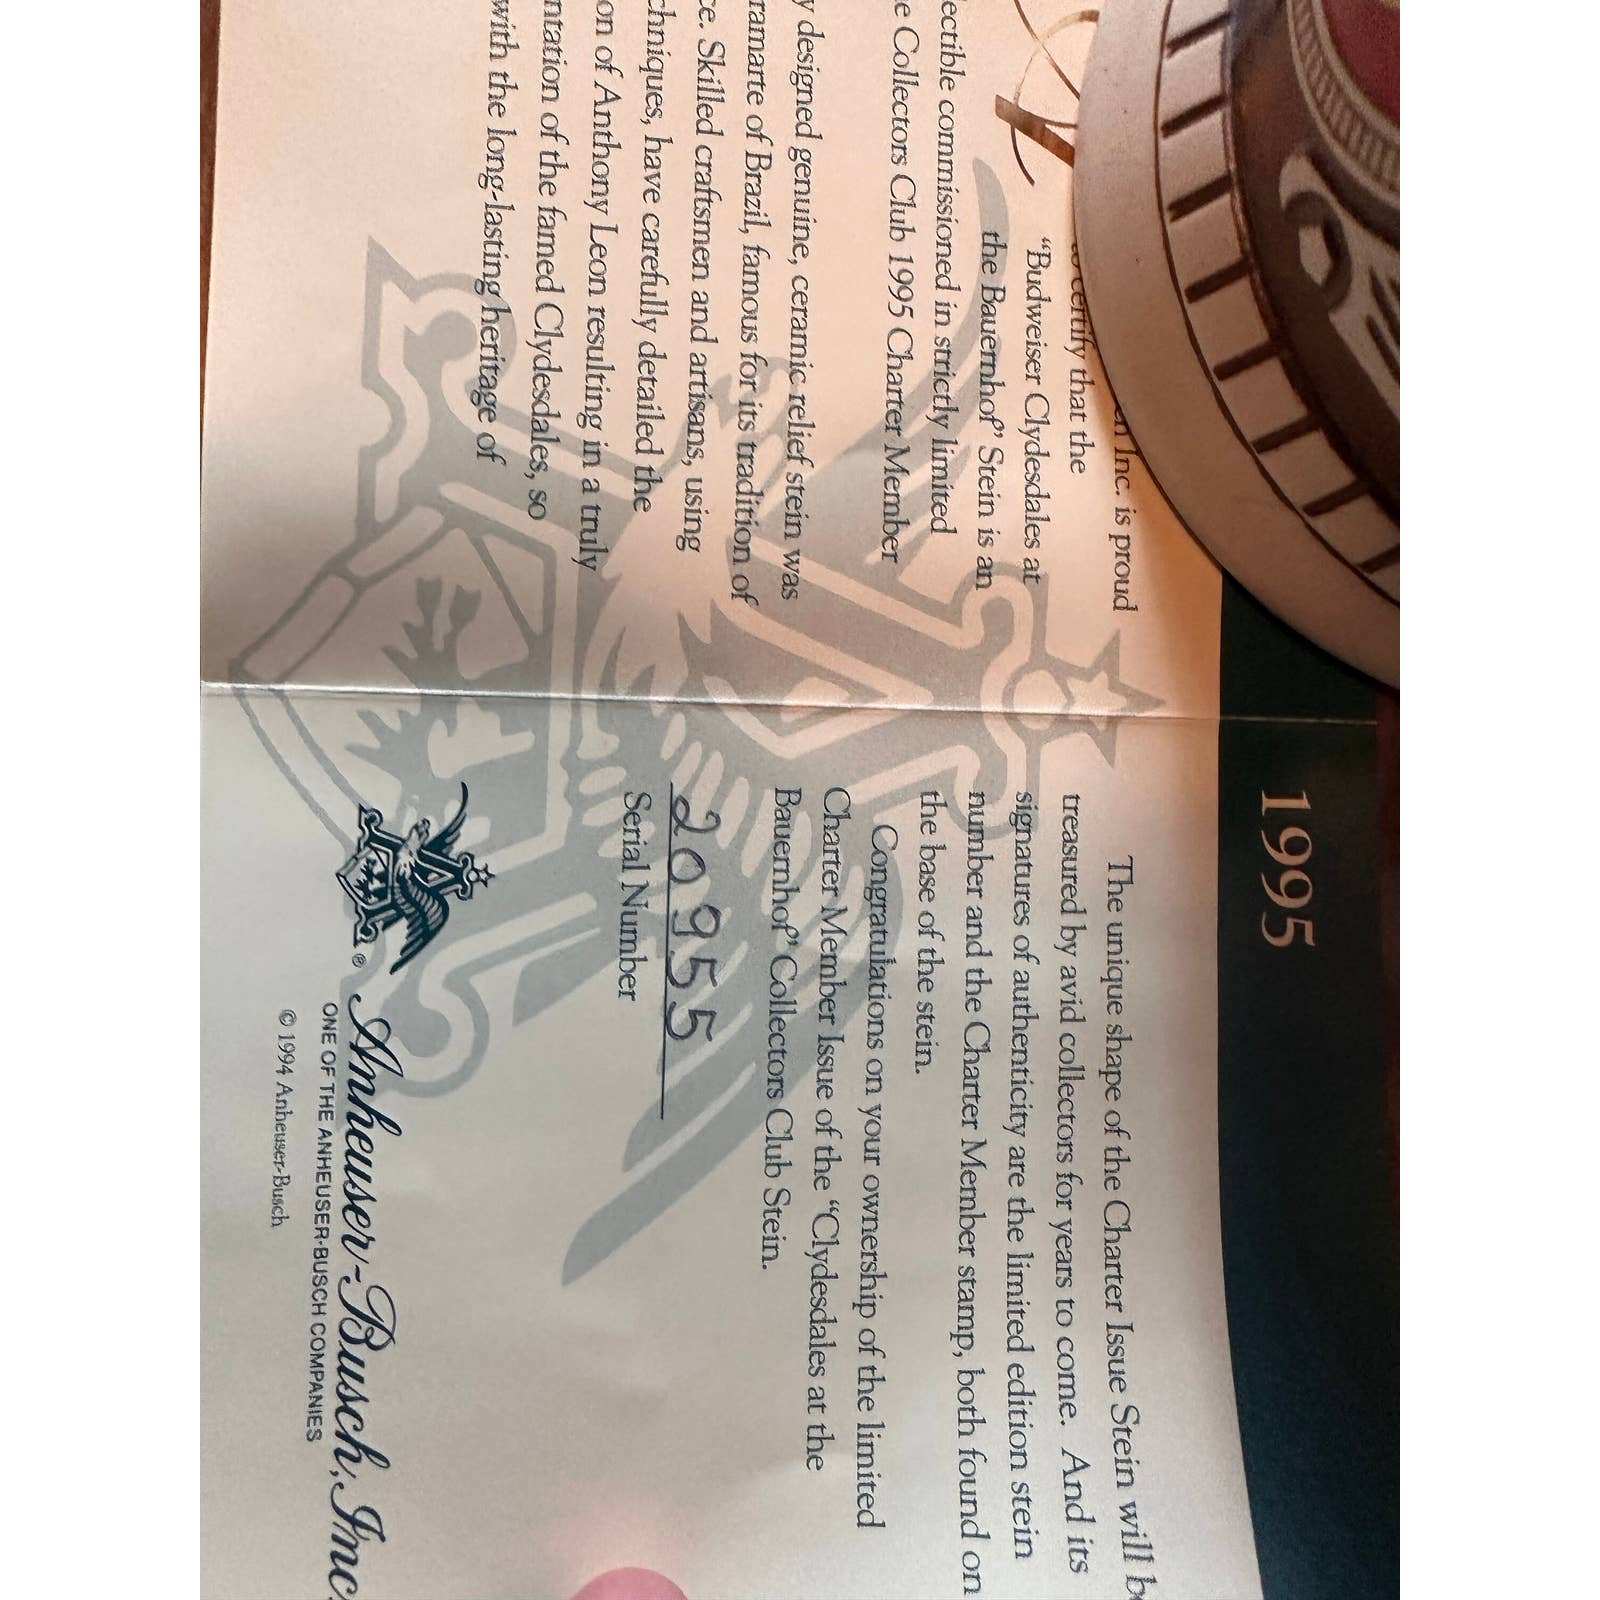 1995
Inc. is proud
certify that the
“Budweiser Clydesdales at
the Bauernhof” Stein is an
commissioned in strictly limited
Collectors Club 1995 Charter Member
designed genuine, ceramic relief stein was
of Brazil, famous for its tradition of
Skilled craftsmen and artisans, using
have carefully detailed the
of Anthony Leon resulting in a truly
of the famed Clydesdales, so
with the long-lasting heritage of
The unique shape of the Charter Issue Stein will
treasured by avid collectors for years to come. And its
signatures of authenticity are the limited edition stein
number and the Charter Member stamp, both found on
the base of the stein.
Congratulations on your ownership of the limited
Charter Member Issue of the “Clydesdales at the
Bauernhof” Collectors Club Stein.
20955
Serial Number
® Anheuser-Busch, Inc.
ONE OF THE ANHEUSER-BUSCH COMPANIES
© 1994 Anheuser-Busch